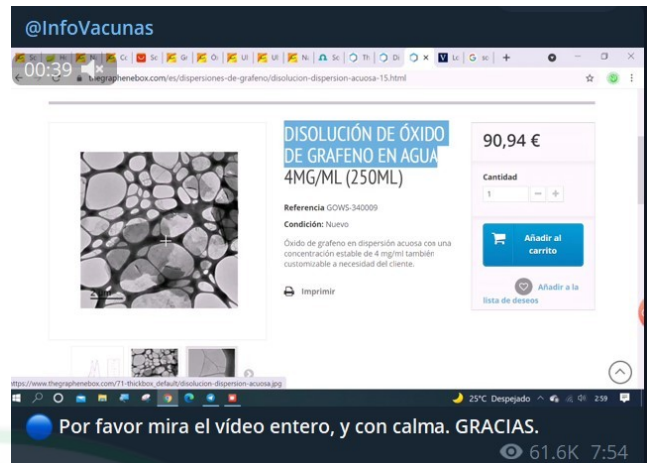 @InfoVacunas
00:39
thegraphenebox.com/es/dispersiones-de-grafeno/disolucion-dispersion-acuosa-15.html
DISOLUCIÓN DE ÓXIDO
DE GRAFENO EN AGUA
4MG/ML (250ML)
Referencia GOWS-340009
Condición: Nuevo
Óxido de grafeno en dispersión acuosa con una
concentración estable de 4 mg/ml también
customizable a necesidad del cliente.
Imprimir
90,94 €
Cantidad
1
Añadir al
carrito
Añadir a la
lista de deseos
https://www.thegraphenebox.com/71-thickbox_default/disolucion-dispersion-acuosa.jpg
25°C Despejado
2:59
Por favor mira el vídeo entero, y con calma. GRACIAS.
61.6K 7:54